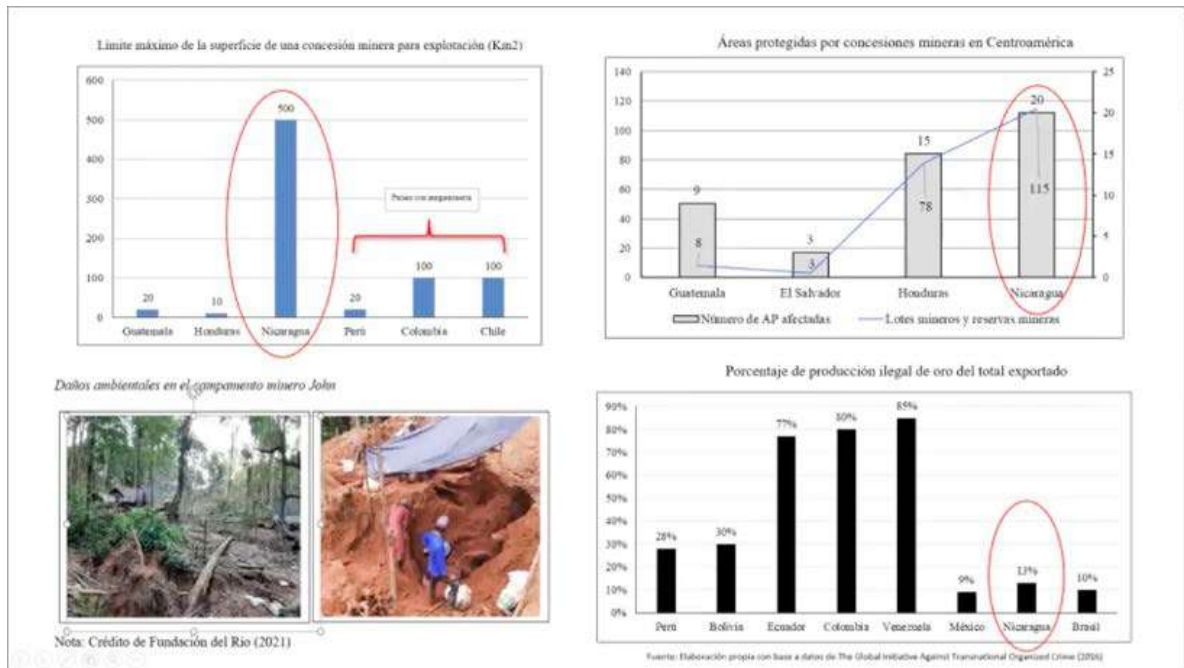 Límite máximo de la superficie de una concesión minera para explotación (Km2)
600
500
400
300
200
100
0
20
10
500
20
100
100
Guatemala
Honduras
Nicaragua
Perú
Colombia
Chile
Áreas protegidas por concesiones mineras en Centroamérica
140
120
100
80
60
40
20
0
25
20
15
10
5
0
9
8
3
3
15
78
20
115
Guatemala
El Salvador
Honduras
Nicaragua
Número de AP afectadas
Lotes mineros y reservas mineras
Daños ambientales en el campamento minero John
Nota: Crédito de Fundación del Río (2021)
Porcentaje de producción ilegal de oro del total exportado
90%
80%
70%
60%
50%
40%
30%
20%
10%
0%
28%
30%
77%
80%
85%
9%
13%
10%
Perú
Bolivia
Ecuador
Colombia
Venezuela
México
Nicaragua
Brasil
Fuente: Elaboración propia con base a datos de The Global Initiative Against Transnational Organized Crime (2016)